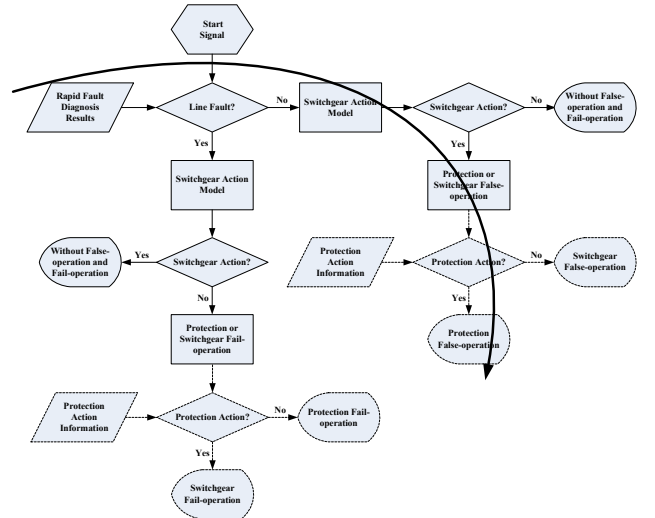 Start
Signal
Rapid Fault
Diagnosis
Results
Line Fault?
No
Switchgear Action
Model
Switchgear Action?
No
Without False-
operation and
Fail-operation
Yes
Yes
Switchgear Action
Model
Protection or
Switchgear False-
operation
Without False-
operation and
Fail-operation
Yes
Switchgear Action?
Protection
Action
Information
Protection Action?
No
Switchgear
False-operation
No
Yes
Protection or
Switchgear Fail-
operation
Protection
False-operation
Protection
Action
Information
Protection Action?
No
Protection Fail-
operation
Yes
Switchgear
Fail-operation